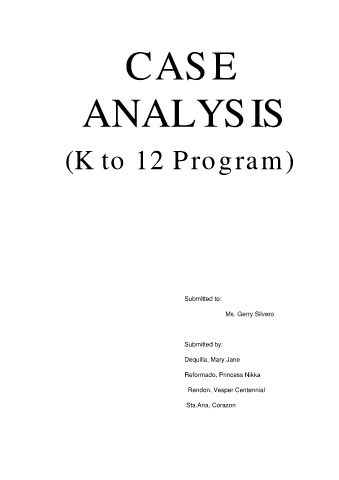 CASE
ANALYSIS
(K to 12 Program)
Submitted to:
Ms. Gerry Silvero
Submitted by:
Dequilla, Mary Jane
Reformado, Princess Nikka
Rendon, Vesper Centennial
Sta.Ana, Corazon